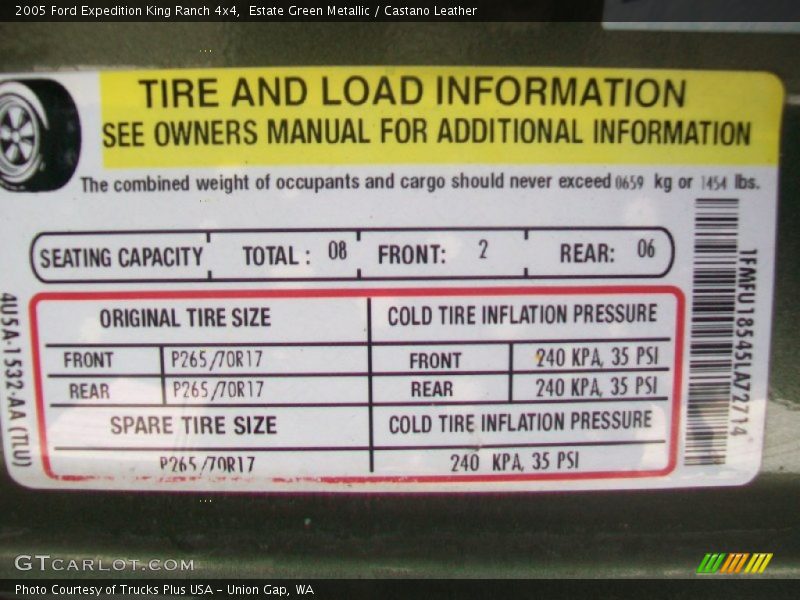 2005 Ford Expedition King Ranch 4x4,  Estate Green Metallic / Castano Leather
TIRE AND LOAD INFORMATION
SEE OWNERS MANUAL FOR ADDITIONAL INFORMATION
The combined weight of occupants and cargo should never exceed 0659 kg or 1454 lbs.
SEATING CAPACITY TOTAL : 08 FRONT: 2 REAR: 06
ORIGINAL TIRE SIZE COLD TIRE INFLATION PRESSURE
FRONT P265/70R17 FRONT 240 KPA, 35 PSI
REAR P265/70R17 REAR 240 KPA, 35 PSI
SPARE TIRE SIZE COLD TIRE INFLATION PRESSURE
P265/70R17 240 KPA, 35 PSI
4U5A-1532-AA (TLU)
1FMFU18545LA72714
GTCARLOT.COM
Photo Courtesy of Trucks Plus USA – Union Gap, WA